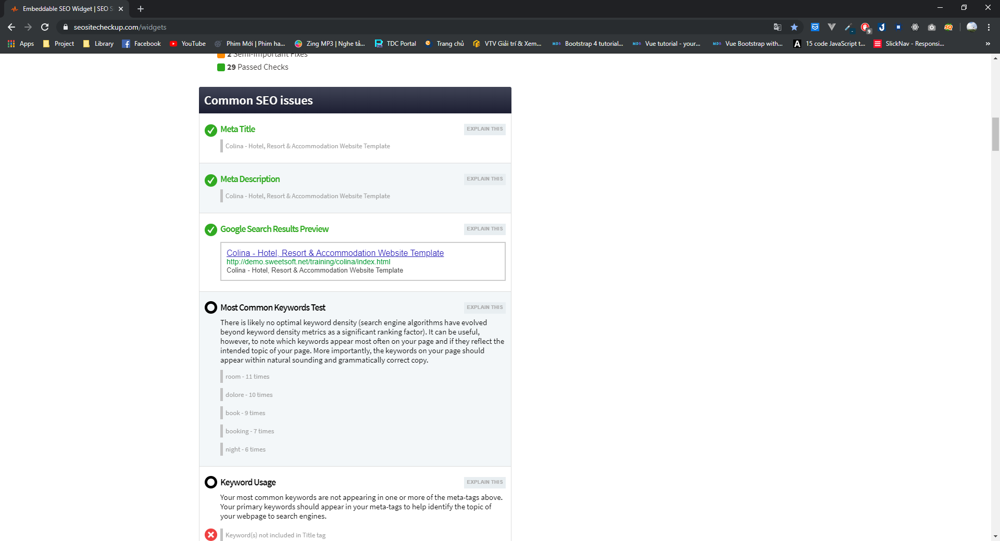 Embeddable SEO Widget | SEO S
seositecheckup.com/widgets
9
Apps
Project
Library
Facebook
YouTube
Phim Mới | Phim ha...
Zing MP3 | Nghe tả...
TDC Portal
Trang chủ
VTV Giải trí & Xem...
MDB Bootstrap 4 tutorial...
MDB Vue tutorial - your...
MDB Vue Bootstrap with...
A 15 code JavaScript t...
SlickNav - Responsi...
»
2 Semi-Important Fixes
29 Passed Checks
Common SEO issues
Meta Title
EXPLAIN THIS
Colina - Hotel, Resort & Accommodation Website Template
Meta Description
EXPLAIN THIS
Colina - Hotel, Resort & Accommodation Website Template
Google Search Results Preview
EXPLAIN THIS
Colina - Hotel, Resort & Accommodation Website Template
http://demo.sweetsoft.net/training/colina/index.html
Colina - Hotel, Resort & Accommodation Website Template
Most Common Keywords Test
EXPLAIN THIS
There is likely no optimal keyword density (search engine algorithms have evolved
beyond keyword density metrics as a significant ranking factor). It can be useful,
however, to note which keywords appear most often on your page and if they reflect the
intended topic of your page. More importantly, the keywords on your page should
appear within natural sounding and grammatically correct copy.
room - 11 times
dolore - 10 times
book - 9 times
booking - 7 times
night - 6 times
Keyword Usage
EXPLAIN THIS
Your most common keywords are not appearing in one or more of the meta-tags above.
Your primary keywords should appear in your meta-tags to help identify the topic of
your webpage to search engines.
Keyword(s) not included in Title tag